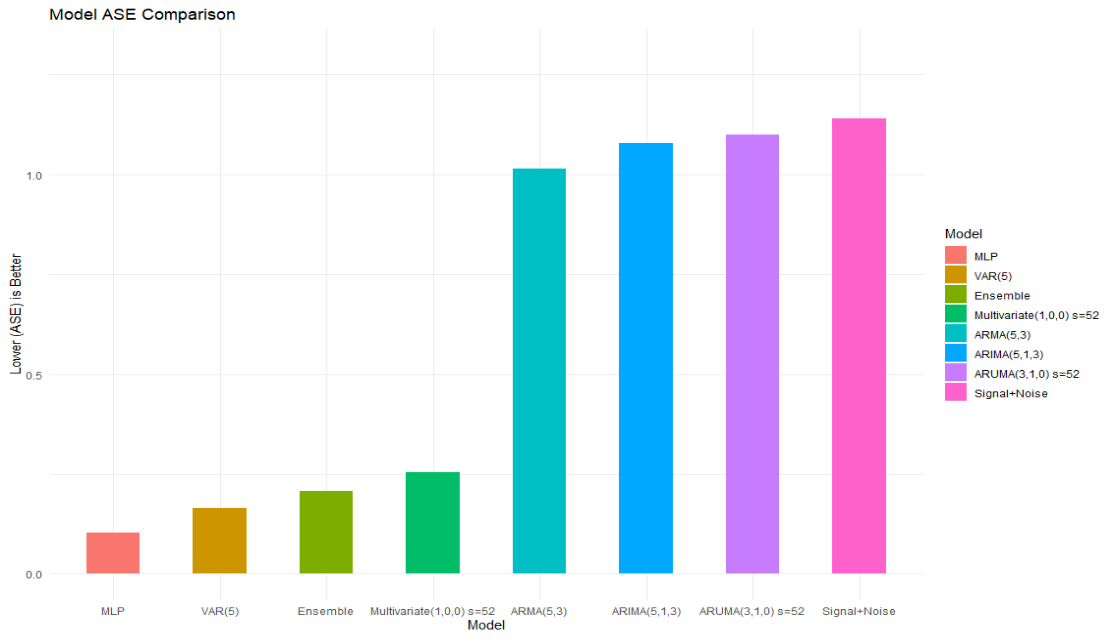 Model ASE Comparison
Lower (ASE) is Better
1.0
0.5
0.0
MLP
VAR(5)
Ensemble
Multivariate(1,0,0) s=52
ARMA(5,3)
ARIMA(5,1,3)
ARUMA(3,1,0) s=52
Signal+Noise
Model
Model
MLP
VAR(5)
Ensemble
Multivariate(1,0,0) s=52
ARMA(5,3)
ARIMA(5,1,3)
ARUMA(3,1,0) s=52
Signal+Noise